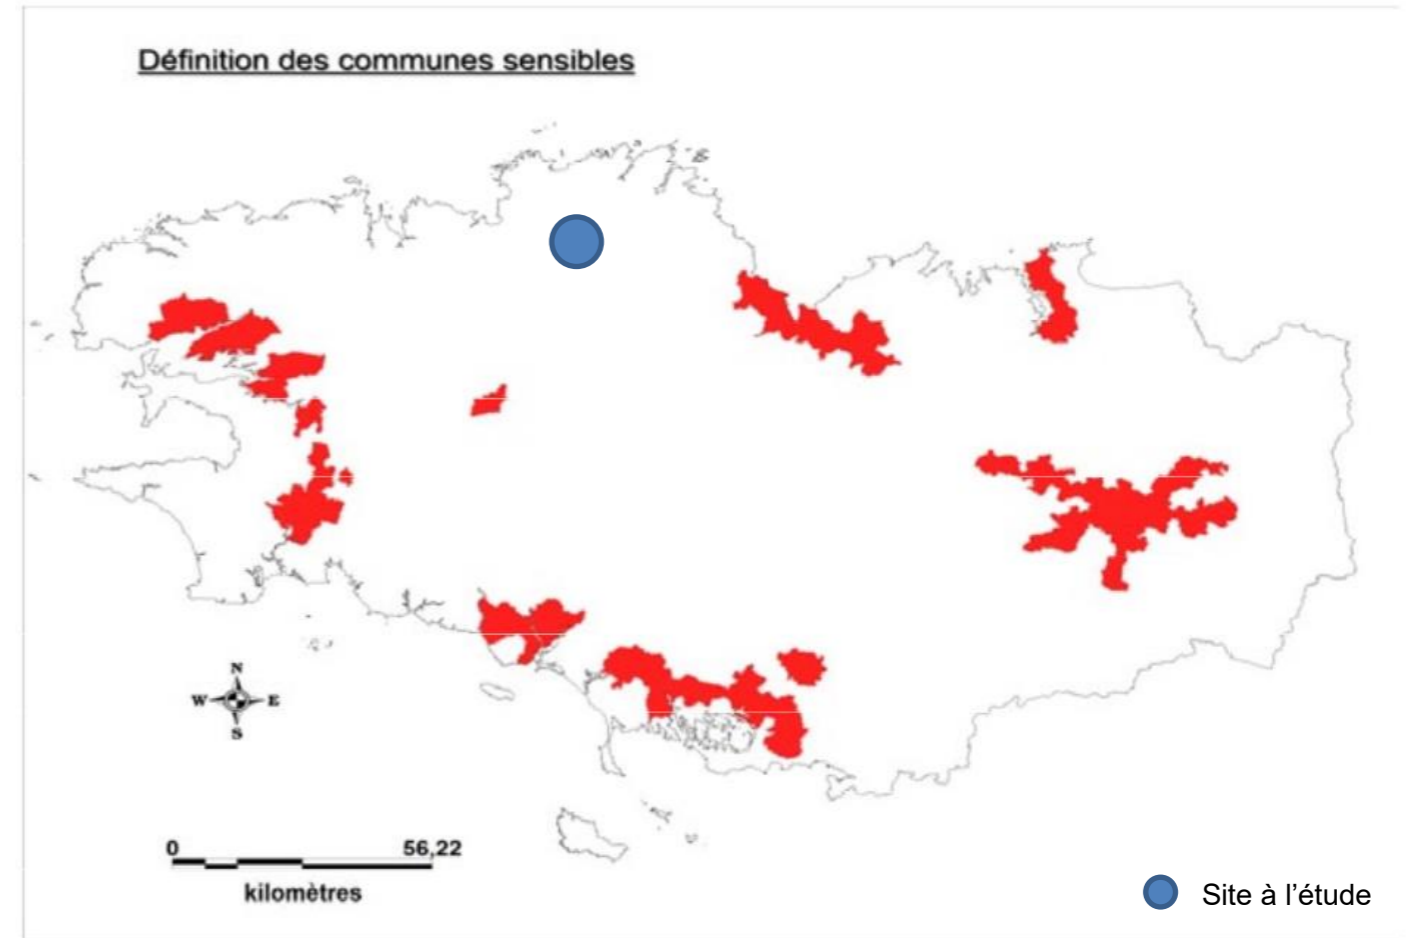 Définition des communes sensibles
N
W E
S
0 56,22
kilomètres
Site à l’étude